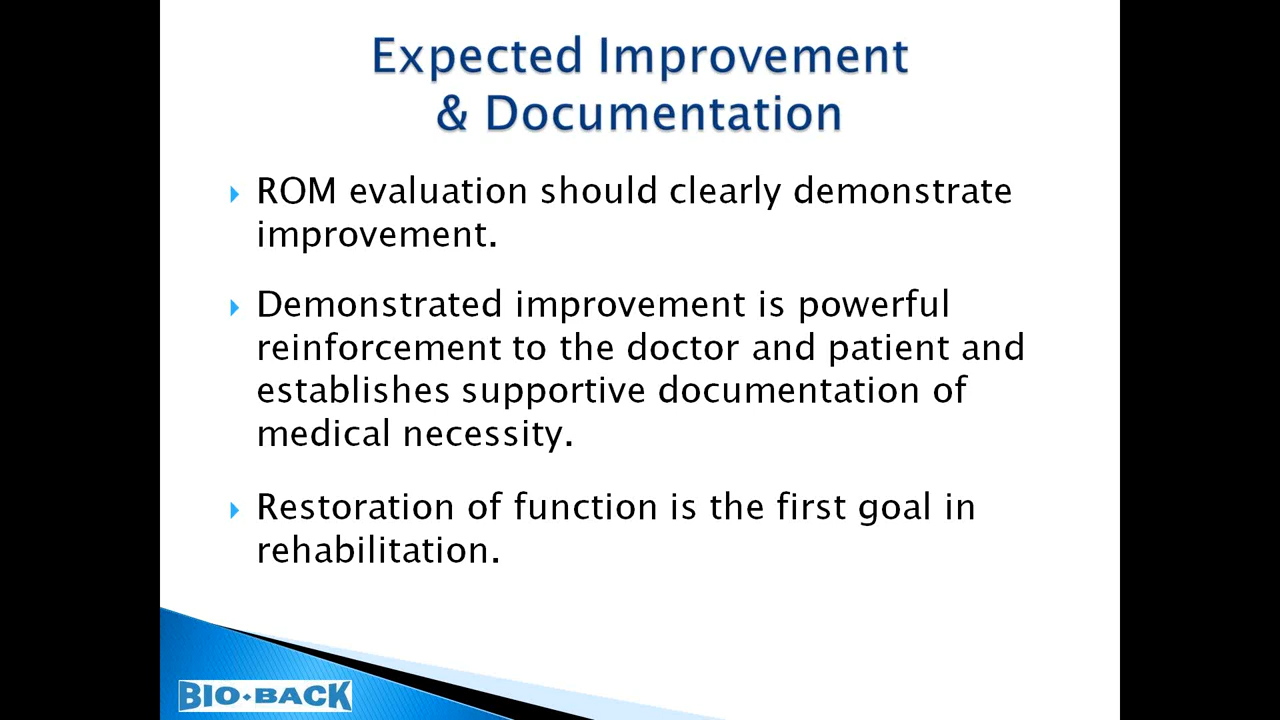 Expected Improvement
& Documentation
ROM evaluation should clearly demonstrate
improvement.
Demonstrated improvement is powerful
reinforcement to the doctor and patient and
establishes supportive documentation of
medical necessity.
Restoration of function is the first goal in
rehabilitation.
BIO•BACK